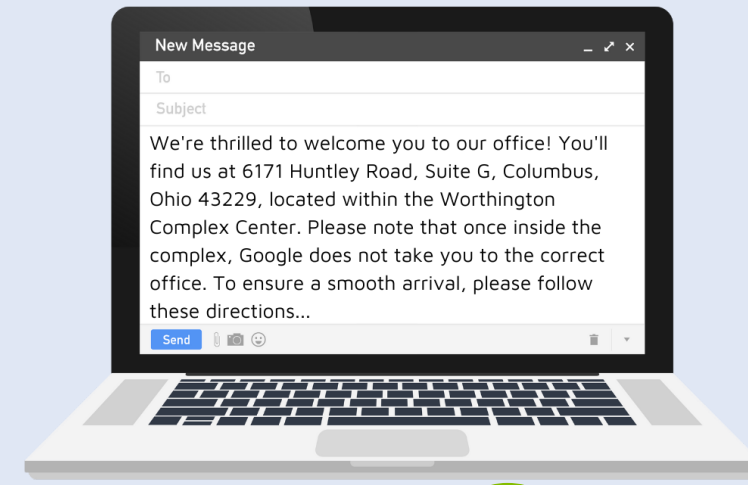 New Message
To
Subject
We're thrilled to welcome you to our office! You'll
find us at 6171 Huntley Road, Suite G, Columbus,
Ohio 43229, located within the Worthington
Complex Center. Please note that once inside the
complex, Google does not take you to the correct
office. To ensure a smooth arrival, please follow
these directions...
Send